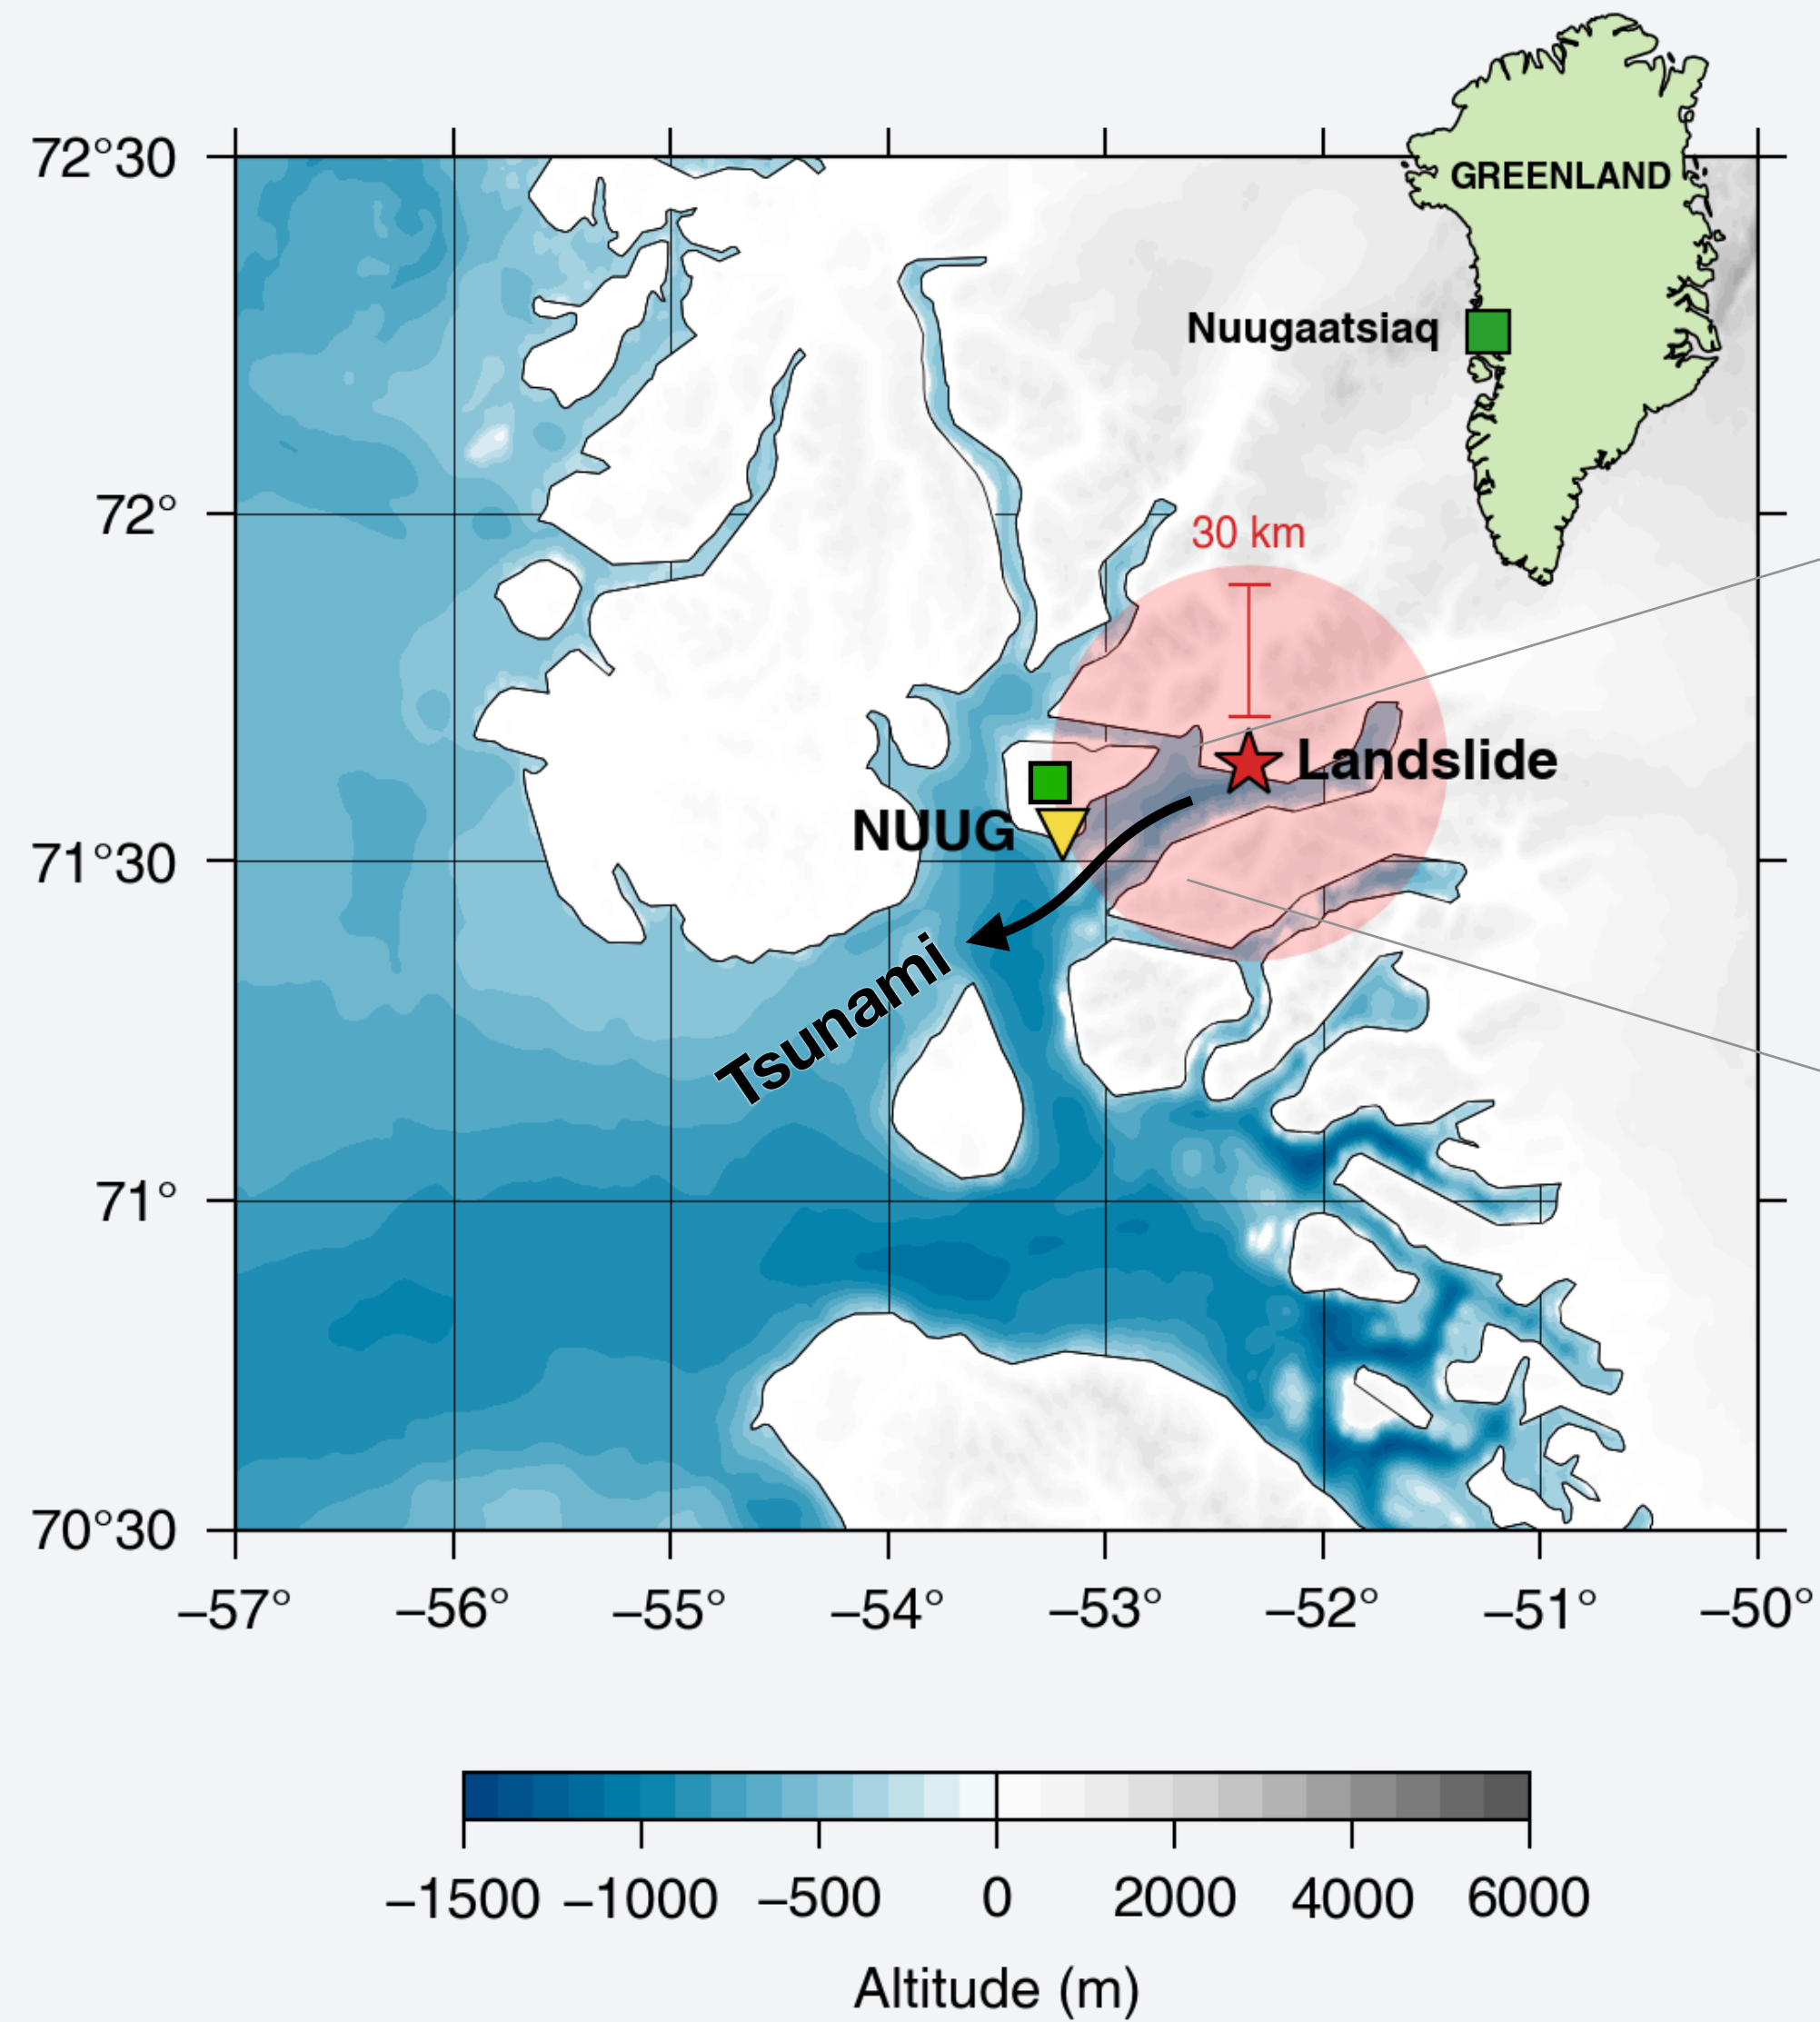 GREENLAND
Nuugaatsiaq
72°30
72°
71°30
71°
70°30
30 km
Landslide
NUUG
Tsunami
–57° –56° –55° –54° –53° –52° –51° –50°
–1500 –1000 –500 0 2000 4000 6000
Altitude (m)